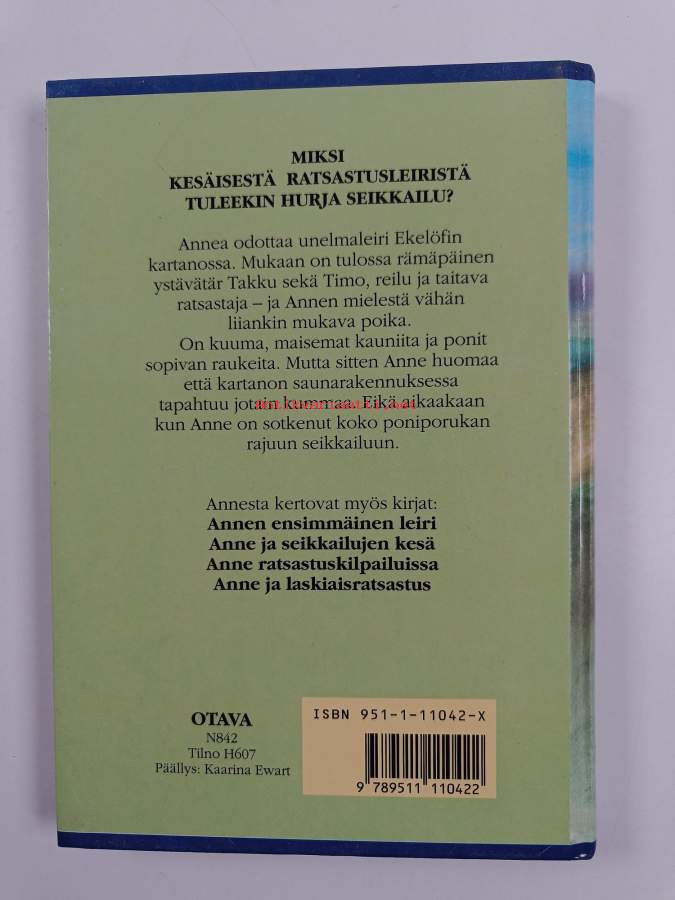 MIKSI
KESÄISESTÄ RATSASTUSLEIRISTÄ
TULEEKIN HURJA SEIKKAILU?
Annea odottaa unelmaleiri Ekelöfin
kartanossa. Mukaan on tulossa rämäpäinen
ystävätär Takku sekä Timo, reilu ja taitava
ratsastaja – ja Annen mielestä vähän
liiankin mukava poika.
On kuuma, maisemat kauniita ja ponit
sopivan raukeita. Mutta sitten Anne huomaa
että kartanon saunarakennuksessa
tapahtuu jotain kummaa. Eikä aikaakaan
kun Anne on sotkenut koko poniporukan
rajuun seikkailuun.
Annesta kertovat myös kirjat:
Annen ensimmäinen leiri
Anne ja seikkailujen kesä
Anne ratsastuskilpailuissa
Anne ja laskiaisratsastus
OTAVA
N842
Tilno H607
Päällys: Kaarina Ewart
ISBN 951-1-11042-X
9 789511 110422